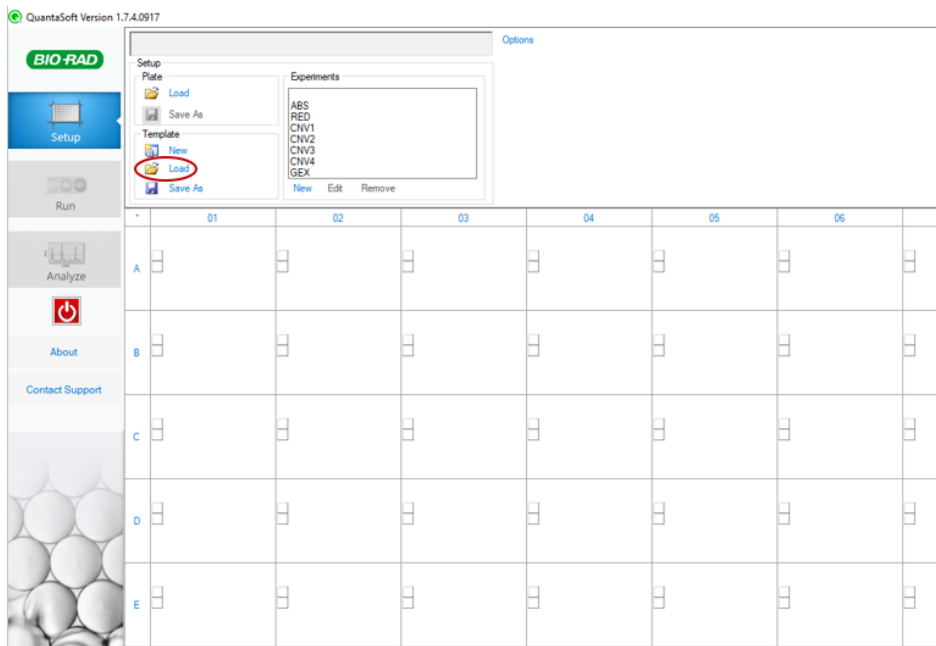 QuantaSoft Version 1.7.4.0917
BIO-RAD
Setup
Run
Analyze
About
Contact Support
Options
Setup
Plate
Load
Save As
Template
New
Load
Save As
Experiments
ABS
RED
CNV1
CNV2
CNV3
CNV4
GEX
New Edit Remove
* 01 02 03 04 05 06
A
B
C
D
E